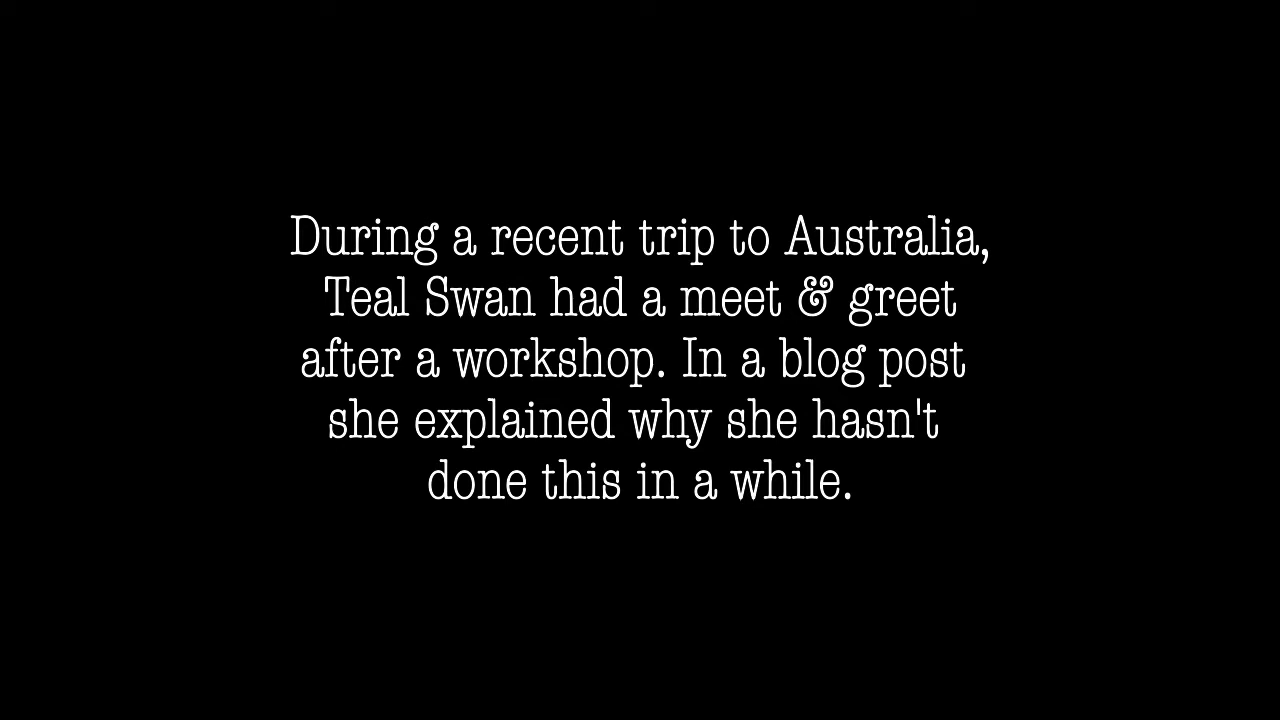 During a recent trip to Australia,
Teal Swan had a meet & greet
after a workshop. In a blog post
she explained why she hasn't
done this in a while.